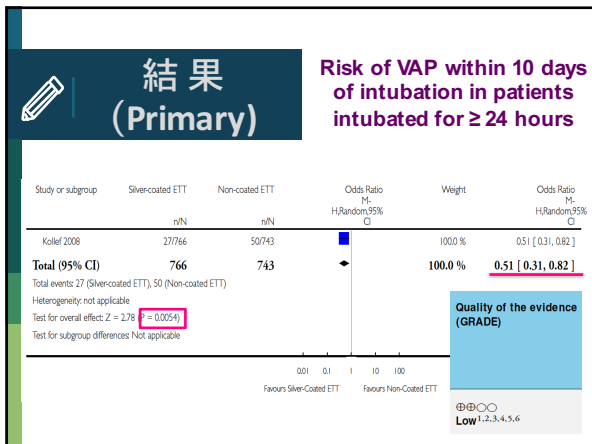 結 果
(Primary)
Risk of VAP within 10 days
of intubation in patients
intubated for ≥ 24 hours
Study or subgroup Silver-coated ETT Non-coated ETT Odds Ratio Weight Odds Ratio
M- M-
H,Random,95% H,Random,95%
n/N n/N CI CI
Kollef 2008 27/766 50/743 100.0 % 0.51 [ 0.31, 0.82 ]
Total (95% CI) 766 743 100.0 % 0.51 [ 0.31, 0.82 ]
Total events: 27 (Silver-coated ETT), 50 (Non-coated ETT)
Heterogeneity: not applicable
Test for overall effect: Z = 2.78 (P = 0.0054)
Test for subgroup differences: Not applicable
0.01 0.1 1 10 100
Favours Silver-Coated ETT Favours Non-Coated ETT
Quality of the evidence
(GRADE)
⊕⊕○○
Low1,2,3,4,5,6